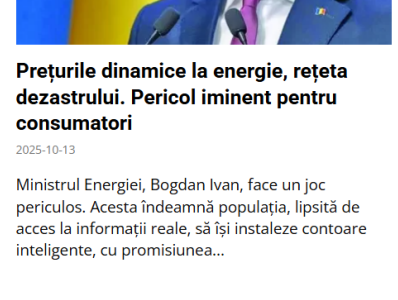 Prețurile dinamice la energie, rețeta
dezastrului. Pericol iminent pentru
consumatori
2025-10-13
Ministrul Energiei, Bogdan Ivan, face un joc
periculos. Acesta îndeamnă populația, lipsită de
acces la informații reale, să își instaleze contoare
inteligente, cu promisiunea...